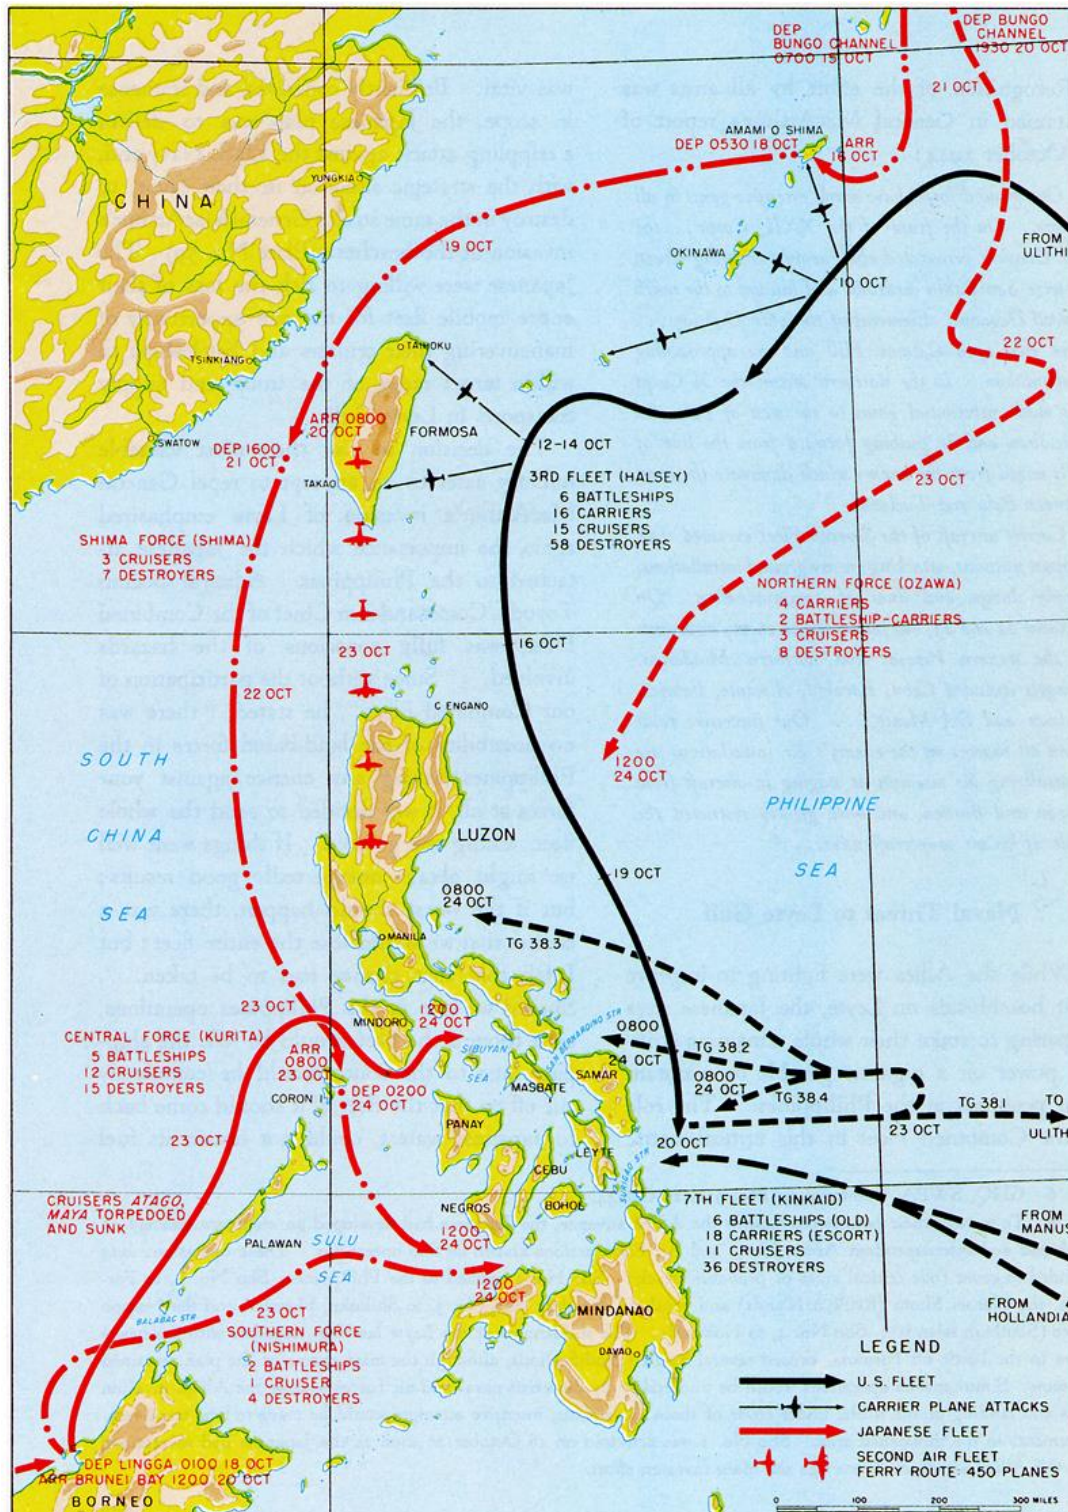 DEP
BUNGO CHANNEL
0700 15 OCT
DEP BUNGO
CHANNEL
1930 20 OCT
21 OCT
AMAMI O SHIMA
DEP 0530 18 OCT
ARR
16 OCT
YUNGKIA
CHINA
19 OCT
OKINAWA
10 OCT
FROM
ULITHI
22 OCT
TAIHOKU
TSINKIANG
SWATOW
ARR 0800
20 OCT
FORMOSA
12-14 OCT
DEP 1600
21 OCT
TAKAO
3RD FLEET (HALSEY)
6 BATTLESHIPS
16 CARRIERS
15 CRUISERS
58 DESTROYERS
23 OCT
SHIMA FORCE (SHIMA)
3 CRUISERS
7 DESTROYERS
NORTHERN FORCE (OZAWA)
4 CARRIERS
2 BATTLESHIP-CARRIERS
3 CRUISERS
8 DESTROYERS
16 OCT
23 OCT
22 OCT
C ENGANO
1200
24 OCT
SOUTH
CHINA
SEA
LUZON
PHILIPPINE
SEA
19 OCT
0800
24 OCT
MANILA
TG 38.3
23 OCT
MINDORO
1200
24 OCT
CENTRAL FORCE (KURITA)
5 BATTLESHIPS
12 CRUISERS
15 DESTROYERS
ARR
0800
23 OCT
SIBUYAN
SEA
SAN BERNARDINO STR
0800
24 OCT
TG 38.2
CORON I
DEP 0200
24 OCT
MASBATE
SAMAR
0800
24 OCT
TG 38.4
TG 38.1
TO
ULITHI
23 OCT
PANAY
23 OCT
20 OCT
LEYTE
CEBU
SURIGAO STR
CRUISERS ATAGO,
MAYA TORPEDOED
AND SUNK
NEGROS
BOHOL
7TH FLEET (KINKAID)
6 BATTLESHIPS (OLD)
18 CARRIERS (ESCORT)
11 CRUISERS
36 DESTROYERS
FROM
MANUS
PALAWAN
SULU
SEA
1200
24 OCT
1200
24 OCT
23 OCT
BALABAC STR
MINDANAO
FROM
HOLLANDIA
SOUTHERN FORCE
(NISHIMURA)
2 BATTLESHIPS
1 CRUISER
4 DESTROYERS
DAVAO
LEGEND
U.S. FLEET
CARRIER PLANE ATTACKS
JAPANESE FLEET
SECOND AIR FLEET
FERRY ROUTE: 450 PLANES
DEP LINGGA 0100 18 OCT
ARR BRUNEI BAY 1200 20 OCT
BORNEO
0 100 200 300 MILES